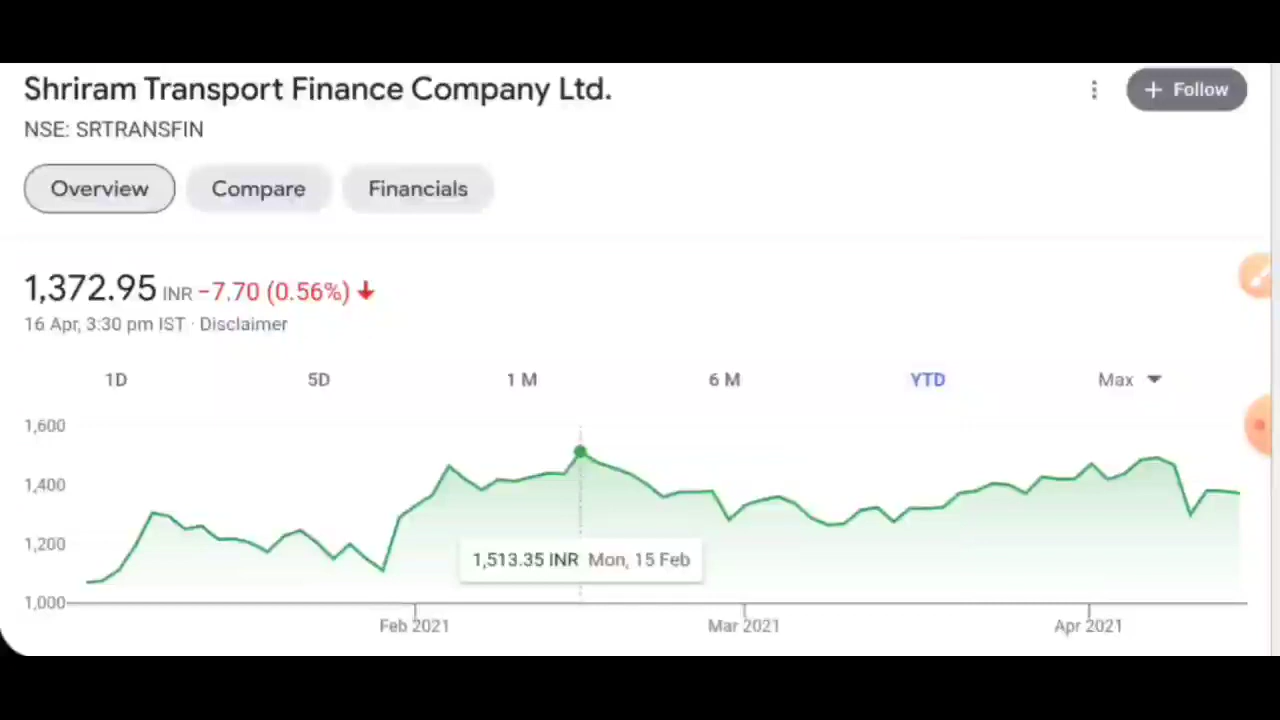 Shriram Transport Finance Company Ltd.
+ Follow
NSE: SRTRANSFIN
Overview Compare Financials
1,372.95 INR −7.70 (0.56%) ↓
16 Apr, 3:30 pm IST · Disclaimer
1D 5D 1 M 6 M YTD Max
1,600
1,400
1,200
1,000
1,513.35 INR Mon, 15 Feb
Feb 2021 Mar 2021 Apr 2021